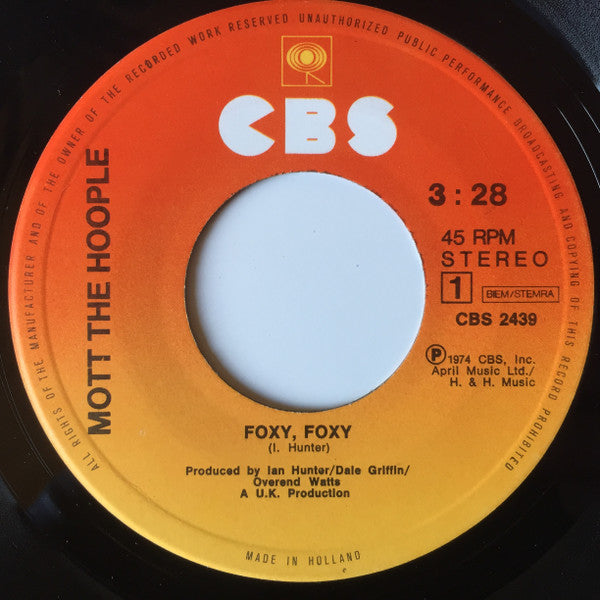 ALL RIGHTS OF THE MANUFACTURER AND OF THE OWNER OF THE RECORDED WORK RESERVED UNAUTHORIZED PUBLIC PERFORMANCE BROADCASTING AND COPYING OF THIS RECORD PROHIBITED
CBS
MOTT THE HOOPLE
3:28
45 RPM
STEREO
1 BIEM/STEMRA
CBS 2439
Ⓟ 1974 CBS, Inc.
April Music Ltd./
H. & H. Music
FOXY, FOXY
(I. Hunter)
Produced by Ian Hunter/Dale Griffin/
Overend Watts
A U.K. Production
MADE IN HOLLAND